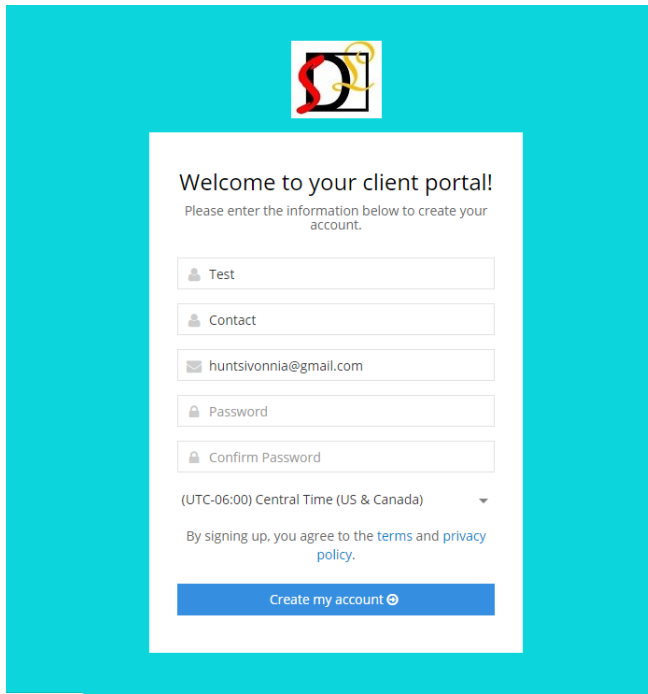 SDL
Welcome to your client portal!
Please enter the information below to create your
account.
Test
Contact
huntsivonnia@gmail.com
Password
Confirm Password
(UTC-06:00) Central Time (US & Canada)
By signing up, you agree to the terms and privacy
policy.
Create my account